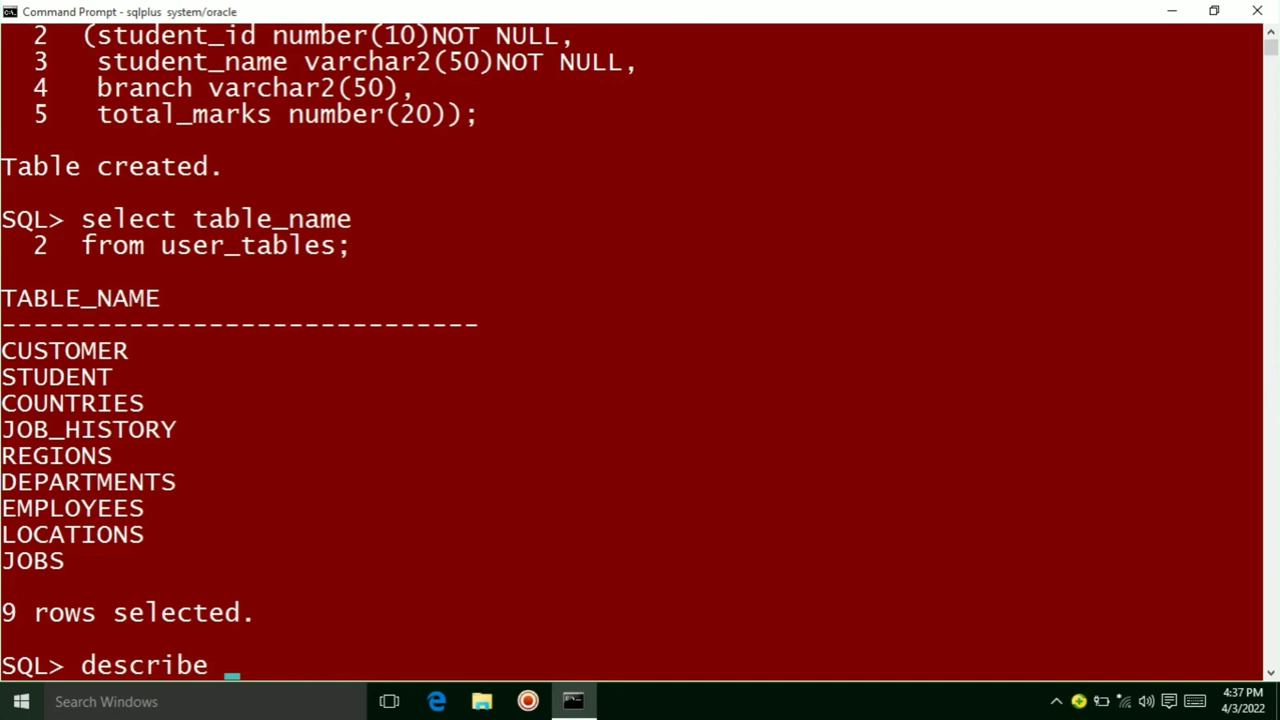 Command Prompt - sqlplus  system/oracle
  2  (student_id number(10)NOT NULL,
  3   student_name varchar2(50)NOT NULL,
  4   branch varchar2(50),
  5   total_marks number(20));
Table created.
SQL> select table_name
  2  from user_tables;
TABLE_NAME
------------------------------
CUSTOMER
STUDENT
COUNTRIES
JOB_HISTORY
REGIONS
DEPARTMENTS
EMPLOYEES
LOCATIONS
JOBS
9 rows selected.
SQL> describe _
Search Windows
4:37 PM
4/3/2022